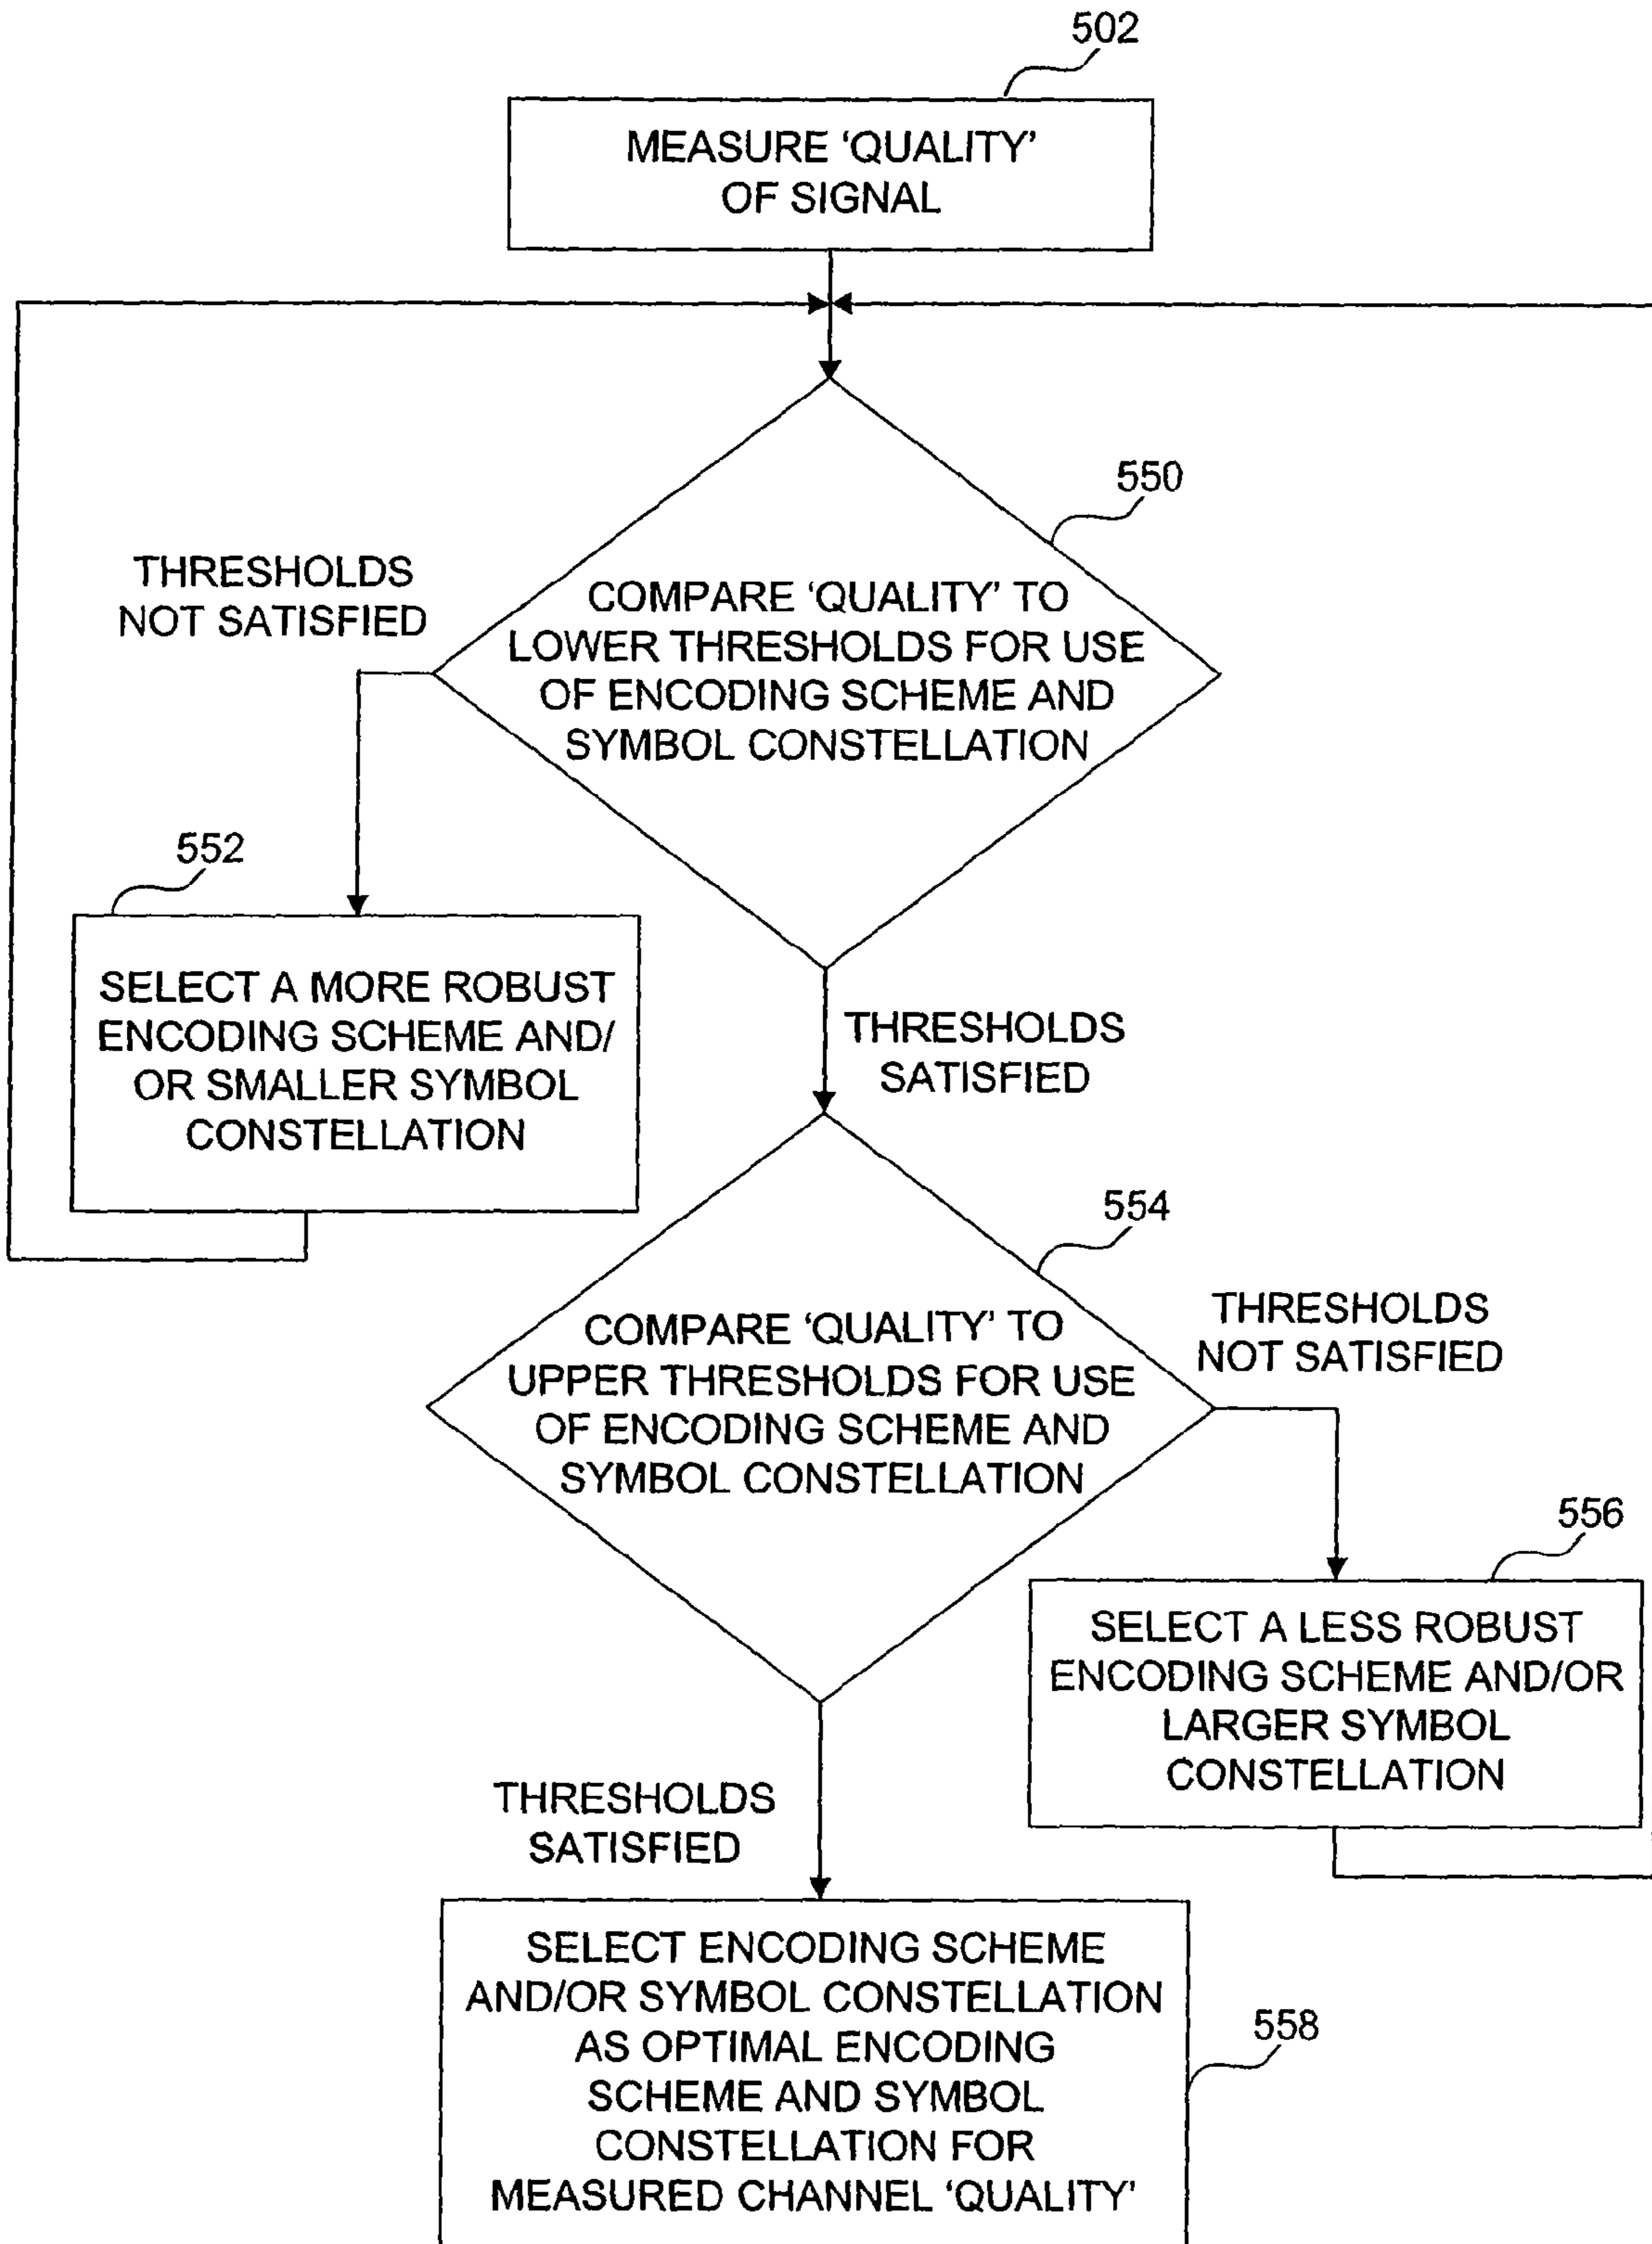 502
MEASURE ‘QUALITY’
OF SIGNAL
550
THRESHOLDS
NOT SATISFIED
COMPARE ‘QUALITY’ TO
LOWER THRESHOLDS FOR USE
OF ENCODING SCHEME AND
SYMBOL CONSTELLATION
552
SELECT A MORE ROBUST
ENCODING SCHEME AND/
OR SMALLER SYMBOL
CONSTELLATION
THRESHOLDS
SATISFIED
554
COMPARE ‘QUALITY’ TO
UPPER THRESHOLDS FOR USE
OF ENCODING SCHEME AND
SYMBOL CONSTELLATION
THRESHOLDS
NOT SATISFIED
556
SELECT A LESS ROBUST
ENCODING SCHEME AND/OR
LARGER SYMBOL
CONSTELLATION
THRESHOLDS
SATISFIED
SELECT ENCODING SCHEME
AND/OR SYMBOL CONSTELLATION
AS OPTIMAL ENCODING
SCHEME AND SYMBOL
CONSTELLATION FOR
MEASURED CHANNEL ‘QUALITY’
558